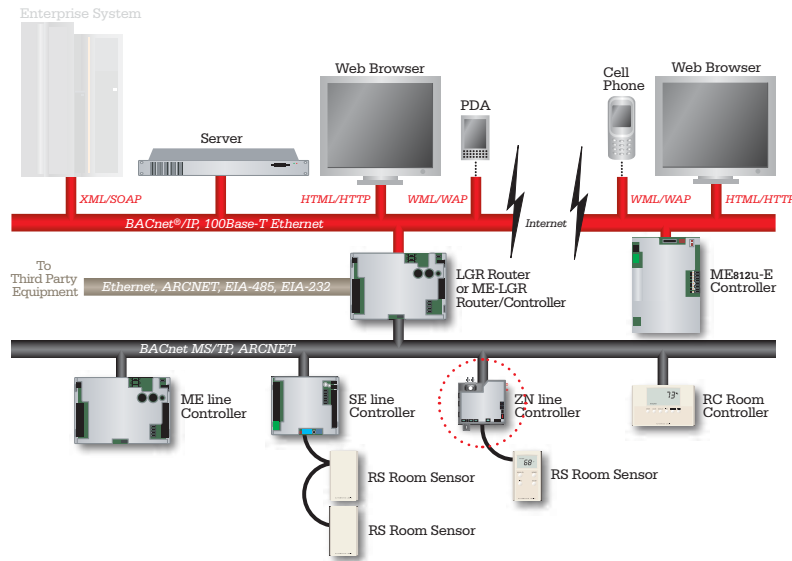 Enterprise System
Web Browser
Cell
Phone
Web Browser
PDA
Server
XML/SOAP
HTML/HTTP
WML/WAP
WML/WAP
HTML/HTTP
BACnet®/IP, 100Base-T Ethernet
Internet
To
Third Party
Equipment
Ethernet, ARCNET, EIA-485, EIA-232
LGR Router
or ME-LGR
Router/Controller
ME812u-E
Controller
BACnet MS/TP, ARCNET
ME line
Controller
SE line
Controller
ZN line
Controller
73°
RC Room
Controller
68°
RS Room Sensor
RS Room Sensor
RS Room Sensor